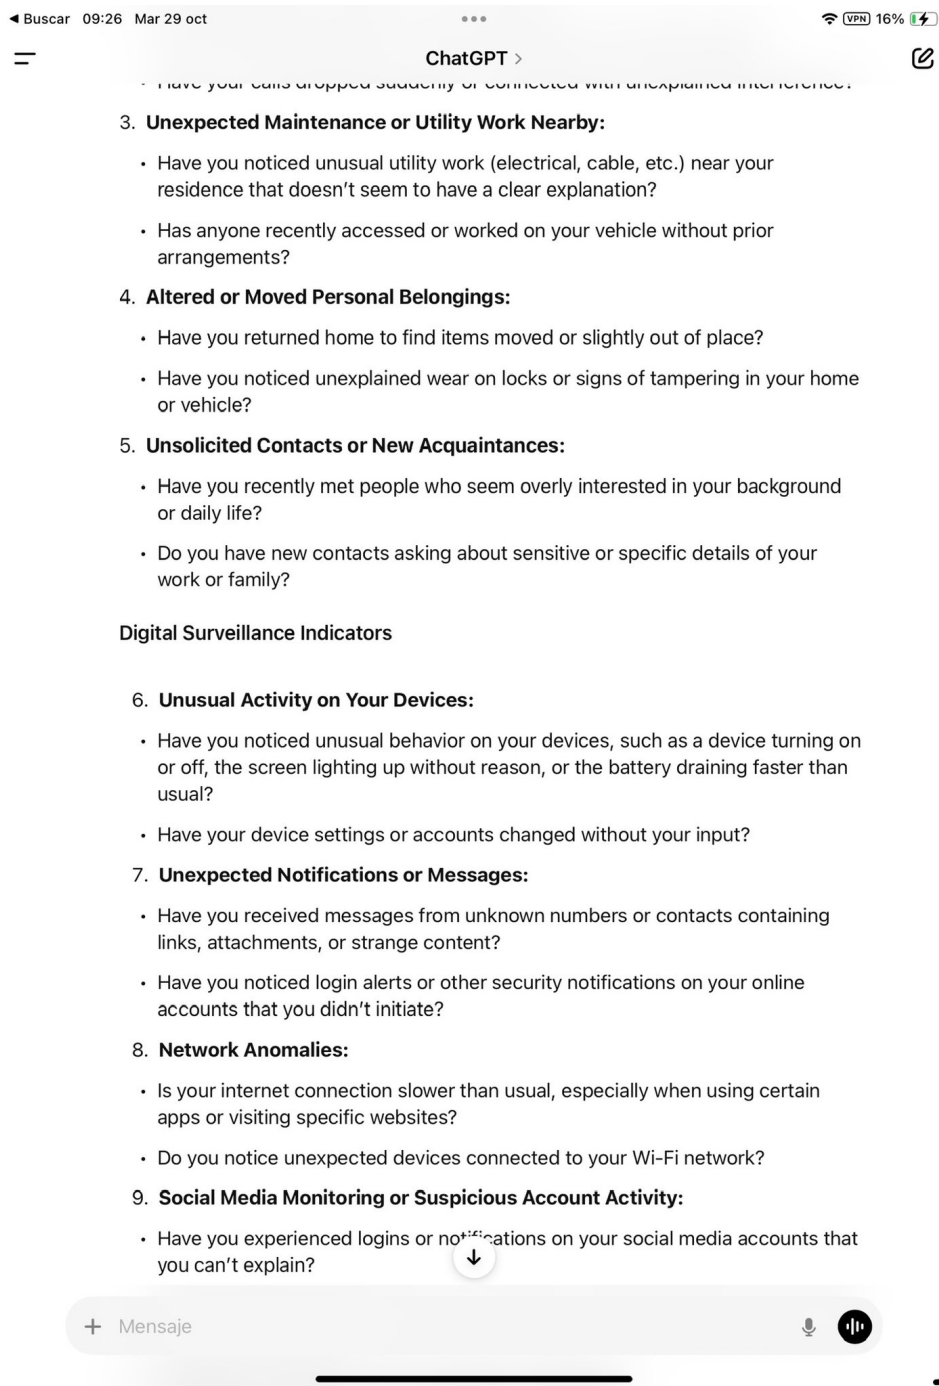 ◀ Buscar 09:26 Mar 29 oct
VPN 16%
ChatGPT >
• Have your calls dropped suddenly or connected with unexplained interference?
3. Unexpected Maintenance or Utility Work Nearby:
• Have you noticed unusual utility work (electrical, cable, etc.) near your
residence that doesn't seem to have a clear explanation?
• Has anyone recently accessed or worked on your vehicle without prior
arrangements?
4. Altered or Moved Personal Belongings:
• Have you returned home to find items moved or slightly out of place?
• Have you noticed unexplained wear on locks or signs of tampering in your home
or vehicle?
5. Unsolicited Contacts or New Acquaintances:
• Have you recently met people who seem overly interested in your background
or daily life?
• Do you have new contacts asking about sensitive or specific details of your
work or family?
Digital Surveillance Indicators
6. Unusual Activity on Your Devices:
• Have you noticed unusual behavior on your devices, such as a device turning on
or off, the screen lighting up without reason, or the battery draining faster than
usual?
• Have your device settings or accounts changed without your input?
7. Unexpected Notifications or Messages:
• Have you received messages from unknown numbers or contacts containing
links, attachments, or strange content?
• Have you noticed login alerts or other security notifications on your online
accounts that you didn't initiate?
8. Network Anomalies:
• Is your internet connection slower than usual, especially when using certain
apps or visiting specific websites?
• Do you notice unexpected devices connected to your Wi-Fi network?
9. Social Media Monitoring or Suspicious Account Activity:
• Have you experienced logins or notifications on your social media accounts that
you can't explain?
Mensaje